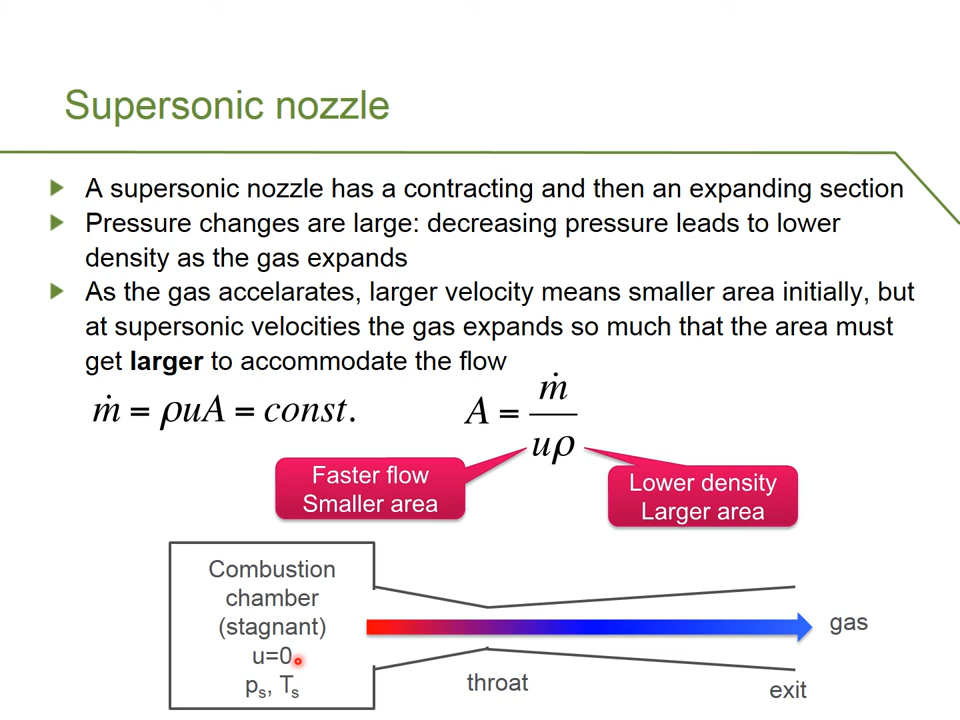 Supersonic nozzle
A supersonic nozzle has a contracting and then an expanding section
Pressure changes are large: decreasing pressure leads to lower
density as the gas expands
As the gas accelarates, larger velocity means smaller area initially, but
at supersonic velocities the gas expands so much that the area must
get larger to accommodate the flow
ṁ = ρuA = const.
A = ṁ / uρ
Faster flow
Smaller area
Lower density
Larger area
Combustion
chamber
(stagnant)
u=0
pₛ, Tₛ
throat
exit
gas